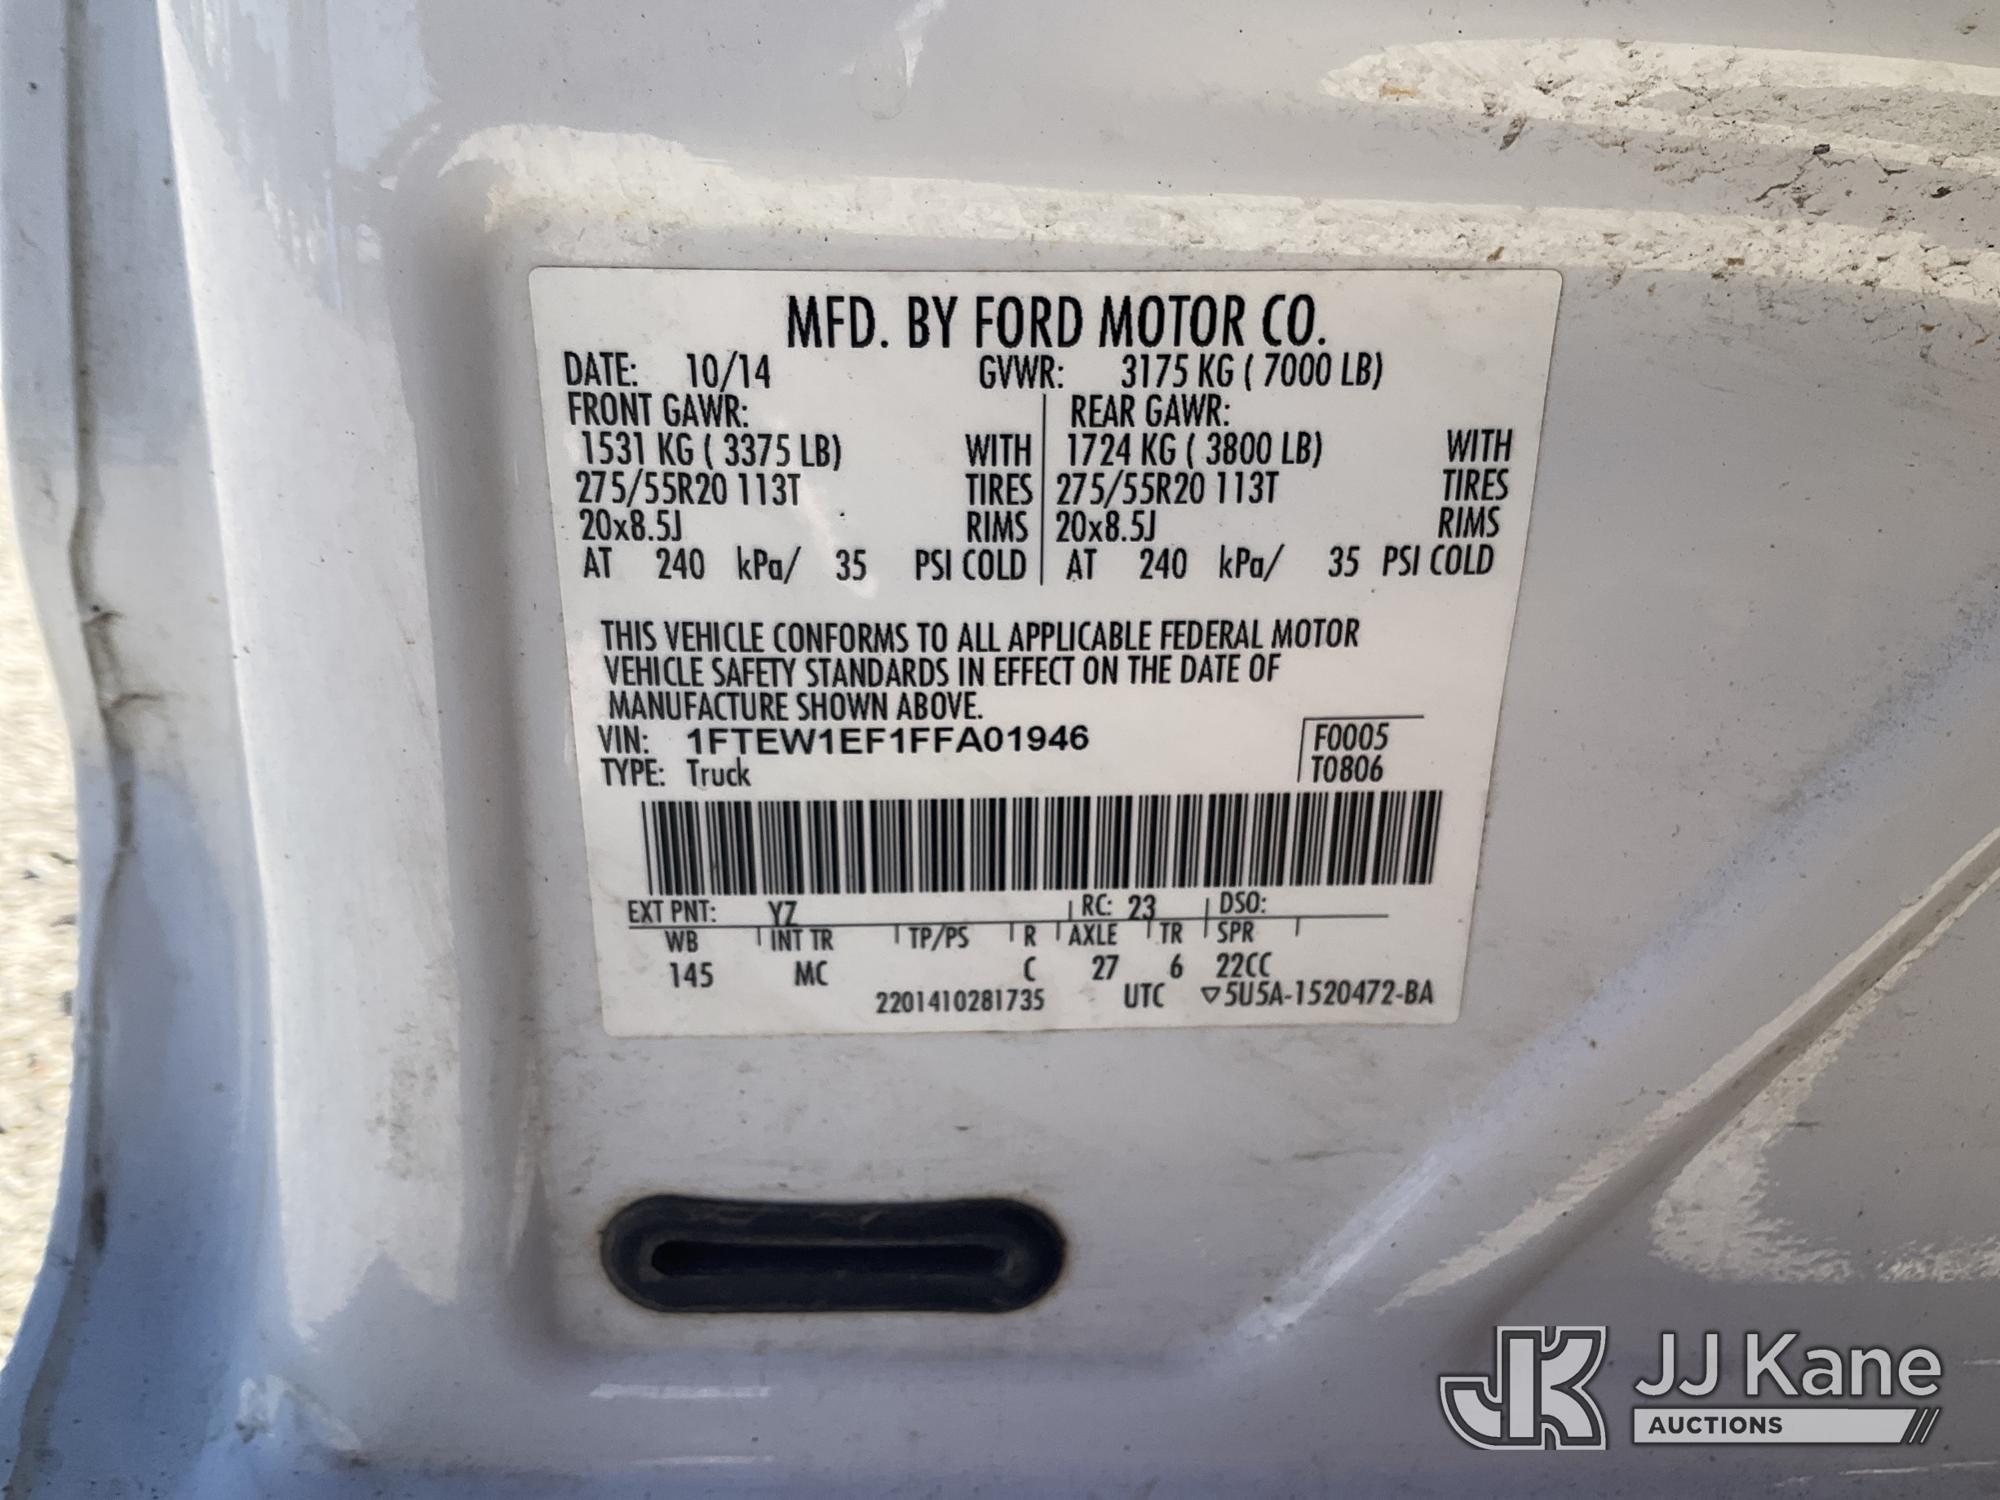 MFD. BY FORD MOTOR CO.
DATE: 10/14 GVWR: 3175 KG ( 7000 LB)
FRONT GAWR: REAR GAWR:
1531 KG ( 3375 LB) WITH 1724 KG ( 3800 LB) WITH
275/55R20 113T TIRES 275/55R20 113T TIRES
20x8.5J RIMS 20x8.5J RIMS
AT 240 kPa/ 35 PSI COLD AT 240 kPa/ 35 PSI COLD
THIS VEHICLE CONFORMS TO ALL APPLICABLE FEDERAL MOTOR
VEHICLE SAFETY STANDARDS IN EFFECT ON THE DATE OF
MANUFACTURE SHOWN ABOVE.
VIN: 1FTEW1EF1FFA01946 F0005
TYPE: Truck T0806
EXT PNT: YZ RC: 23 DSO:
WB INT TR TP/PS R AXLE TR SPR
145 MC C 27 6 22CC
2201410281735 UTC ▽5U5A-1520472-BA
JK JJ Kane
AUCTIONS